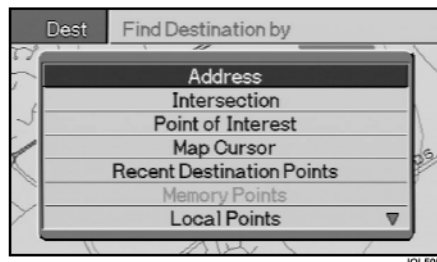 Dest Find Destination by
Address
Intersection
Point of Interest
Map Cursor
Recent Destination Points
Memory Points
Local Points